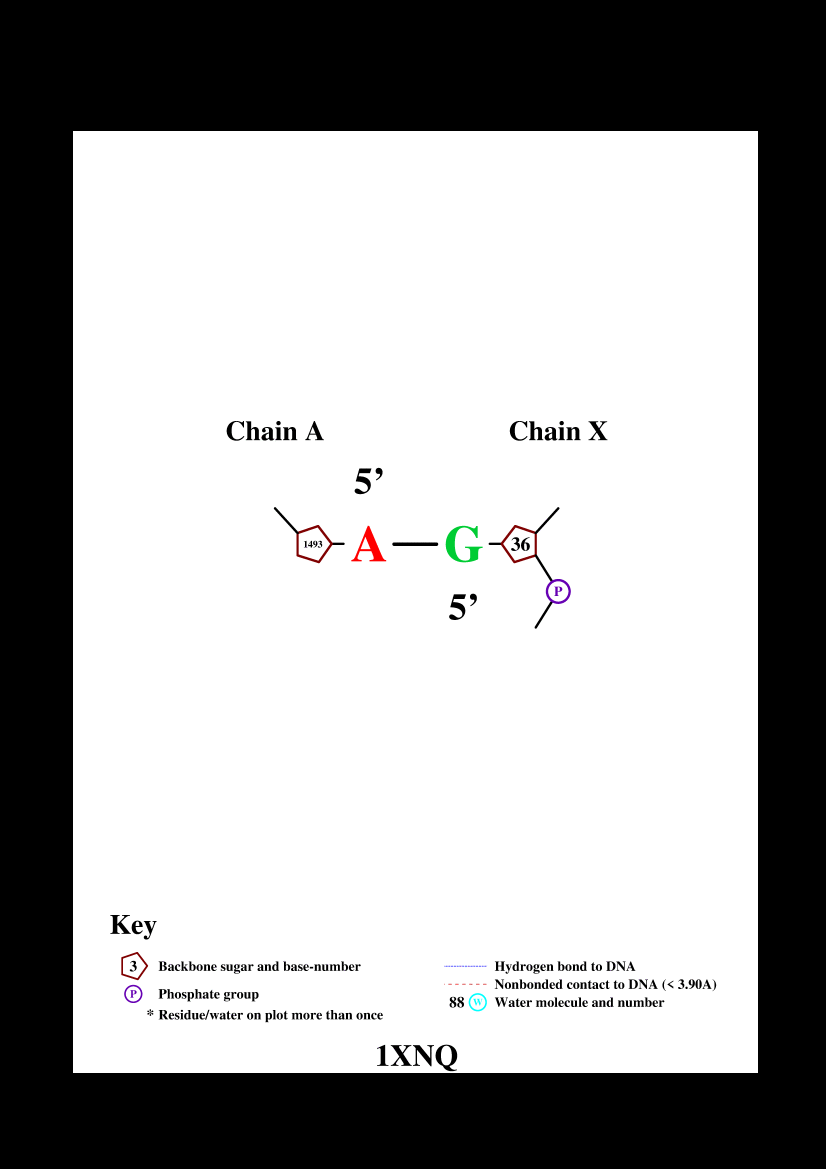 Chain A Chain X
5’
1493 A G 36
P
5’
Key
3 Backbone sugar and base-number
P Phosphate group
* Residue/water on plot more than once
Hydrogen bond to DNA
Nonbonded contact to DNA (< 3.90A)
88 W Water molecule and number
1XNQ